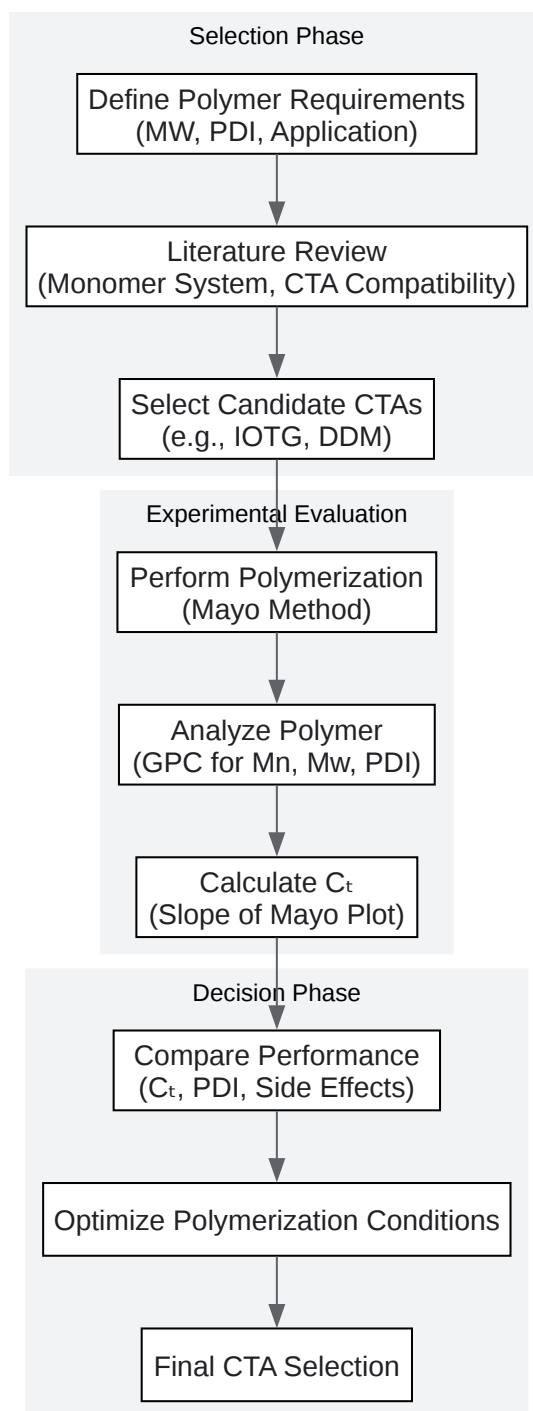 Selection Phase
Define Polymer Requirements
(MW, PDI, Application)
Literature Review
(Monomer System, CTA Compatibility)
Select Candidate CTAs
(e.g., IOTG, DDM)
Experimental Evaluation
Perform Polymerization
(Mayo Method)
Analyze Polymer
(GPC for Mn, Mw, PDI)
Calculate Cₜ
(Slope of Mayo Plot)
Decision Phase
Compare Performance
(Cₜ, PDI, Side Effects)
Optimize Polymerization Conditions
Final CTA Selection